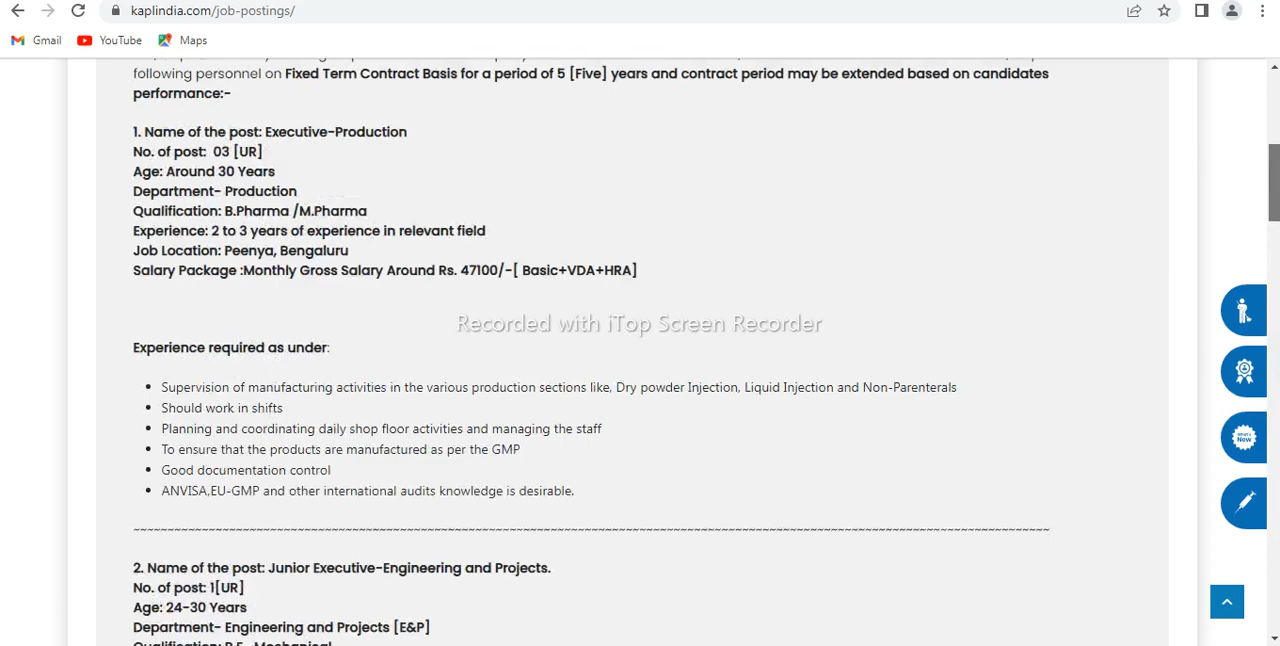 kaplindia.com/job-postings/
Gmail YouTube Maps
following personnel on Fixed Term Contract Basis for a period of 5 [Five] years and contract period may be extended based on candidates
performance:-
1. Name of the post: Executive-Production
No. of post: 03 [UR]
Age: Around 30 Years
Department- Production
Qualification: B.Pharma /M.Pharma
Experience: 2 to 3 years of experience in relevant field
Job Location: Peenya, Bengaluru
Salary Package :Monthly Gross Salary Around Rs. 47100/-[ Basic+VDA+HRA]
Recorded with iTop Screen Recorder
Experience required as under:
Supervision of manufacturing activities in the various production sections like, Dry powder Injection, Liquid Injection and Non-Parenterals
Should work in shifts
Planning and coordinating daily shop floor activities and managing the staff
To ensure that the products are manufactured as per the GMP
Good documentation control
ANVISA,EU-GMP and other international audits knowledge is desirable.
~~~~~~~~~~~~~~~~~~~~~~~~~~~~~~~~~~~~~~~~~~~~~~~~~~~~~~~~~~~~~~~~~~~~~~~~~~~~~~~~~~~~~~~~~~~~~~~~~~~~~~~~~~~~~~~~~~~~
2. Name of the post: Junior Executive-Engineering and Projects.
No. of post: 1[UR]
Age: 24-30 Years
Department- Engineering and Projects [E&P]
Qualification: B.E- Mechanical